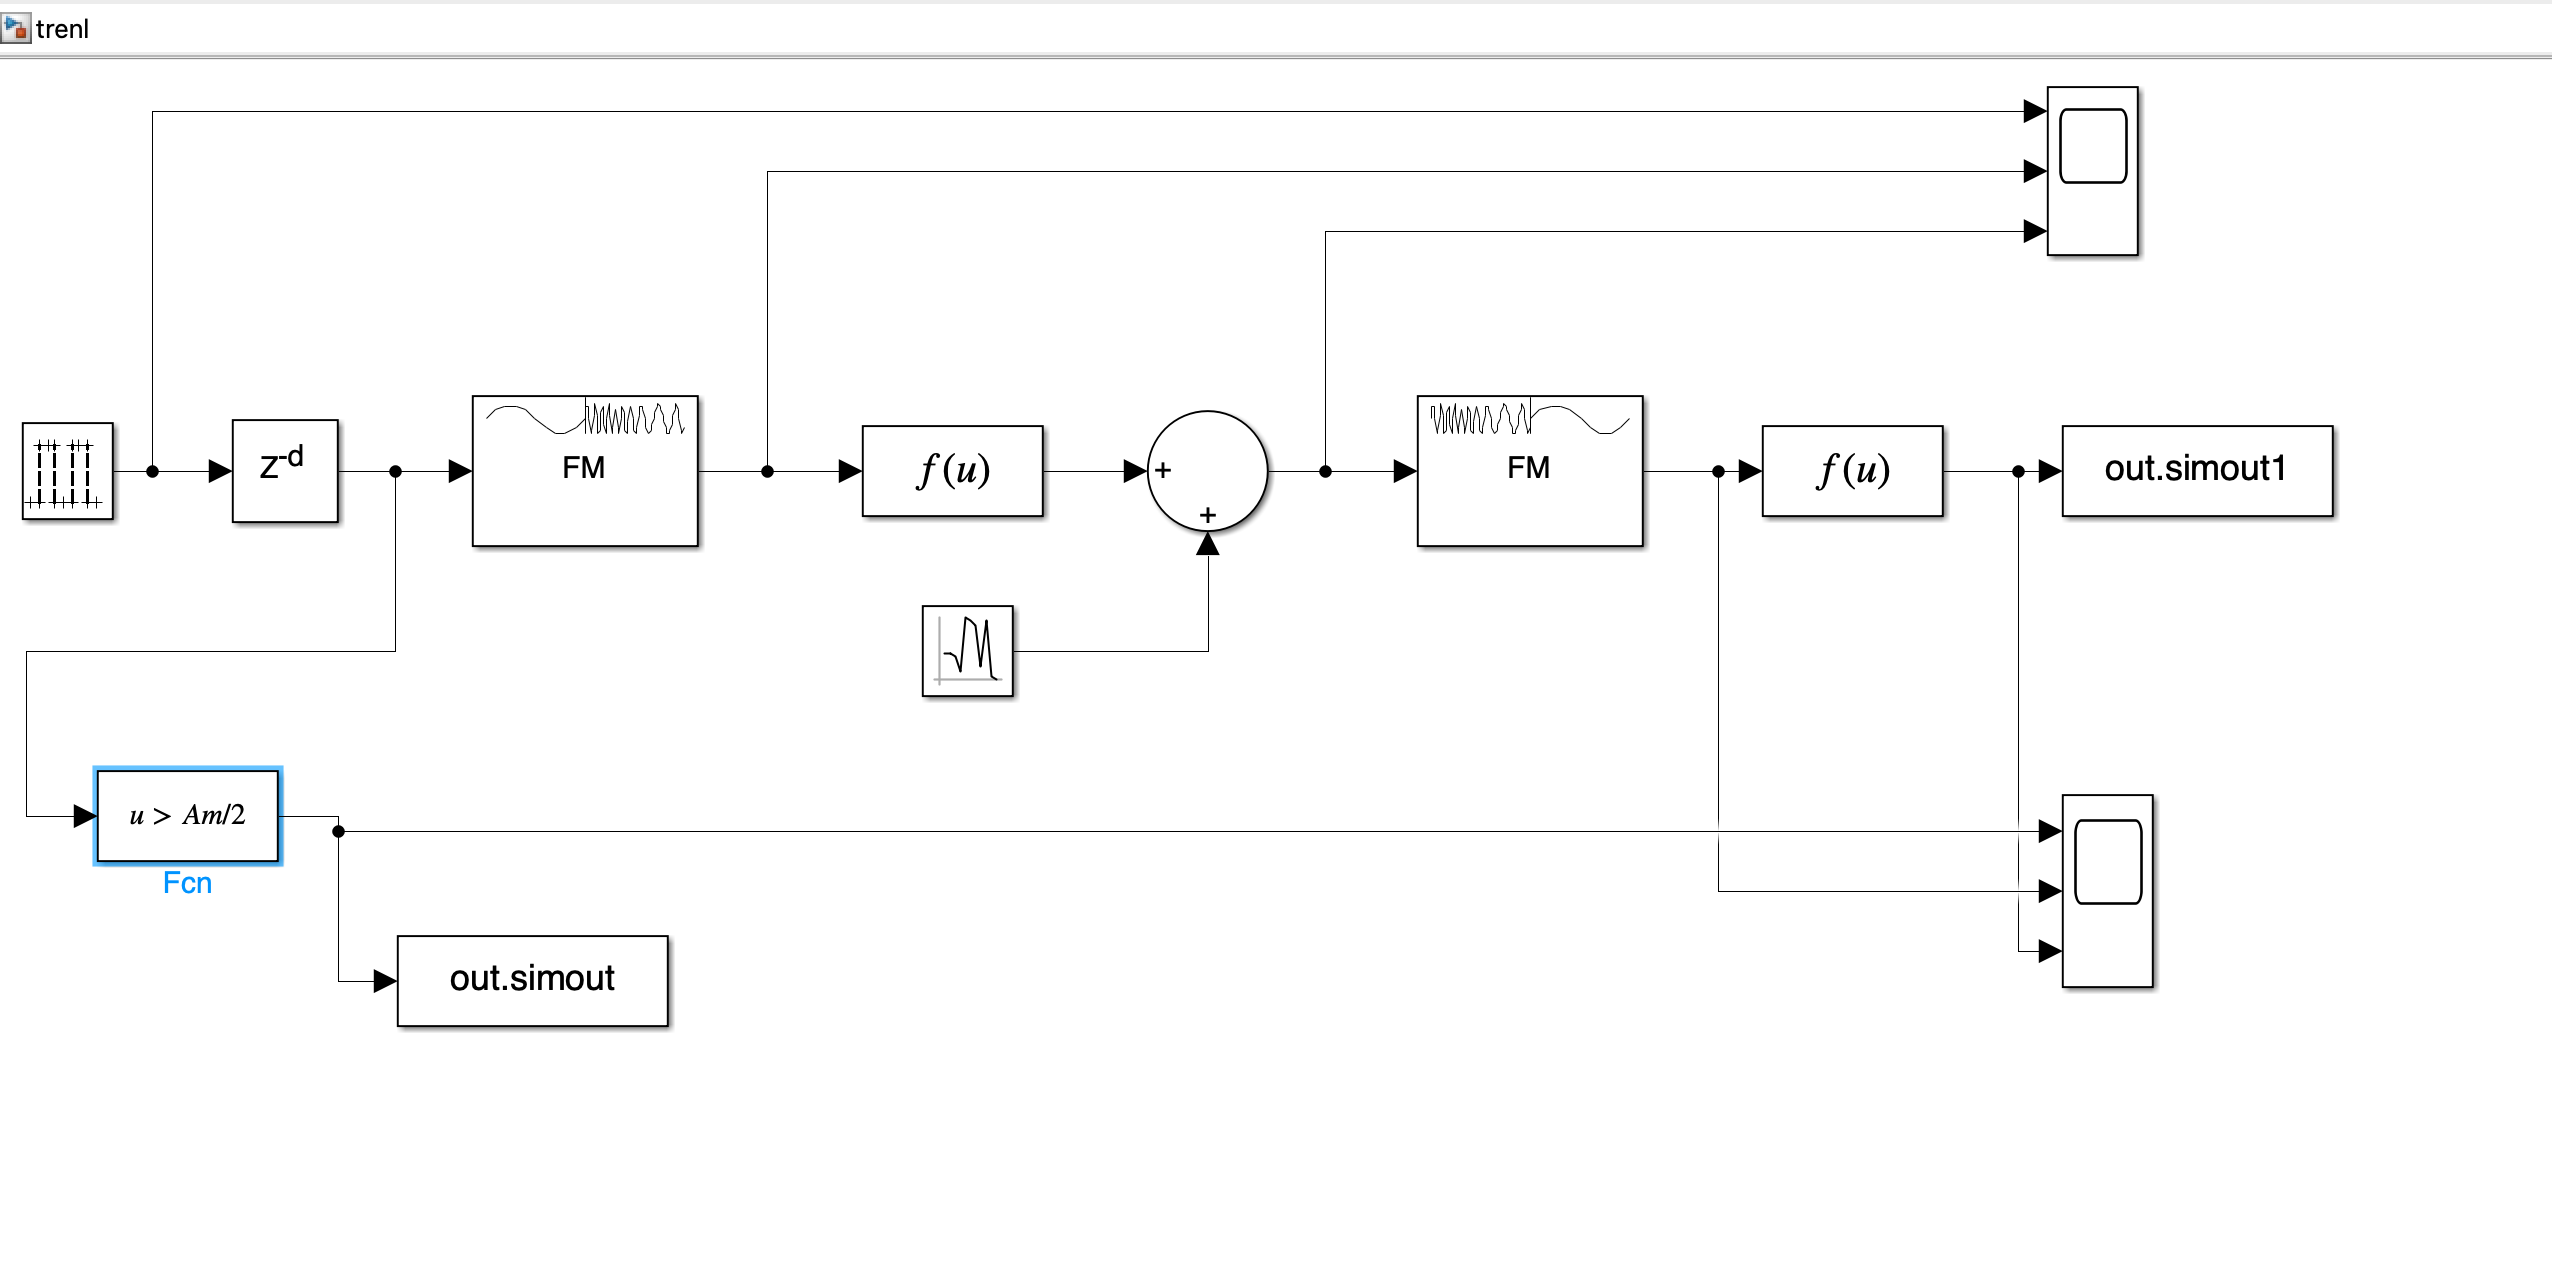 trenl
Z-d
FM
f(u)
+
+
FM
f(u)
out.simout1
u > Am/2
Fcn
out.simout